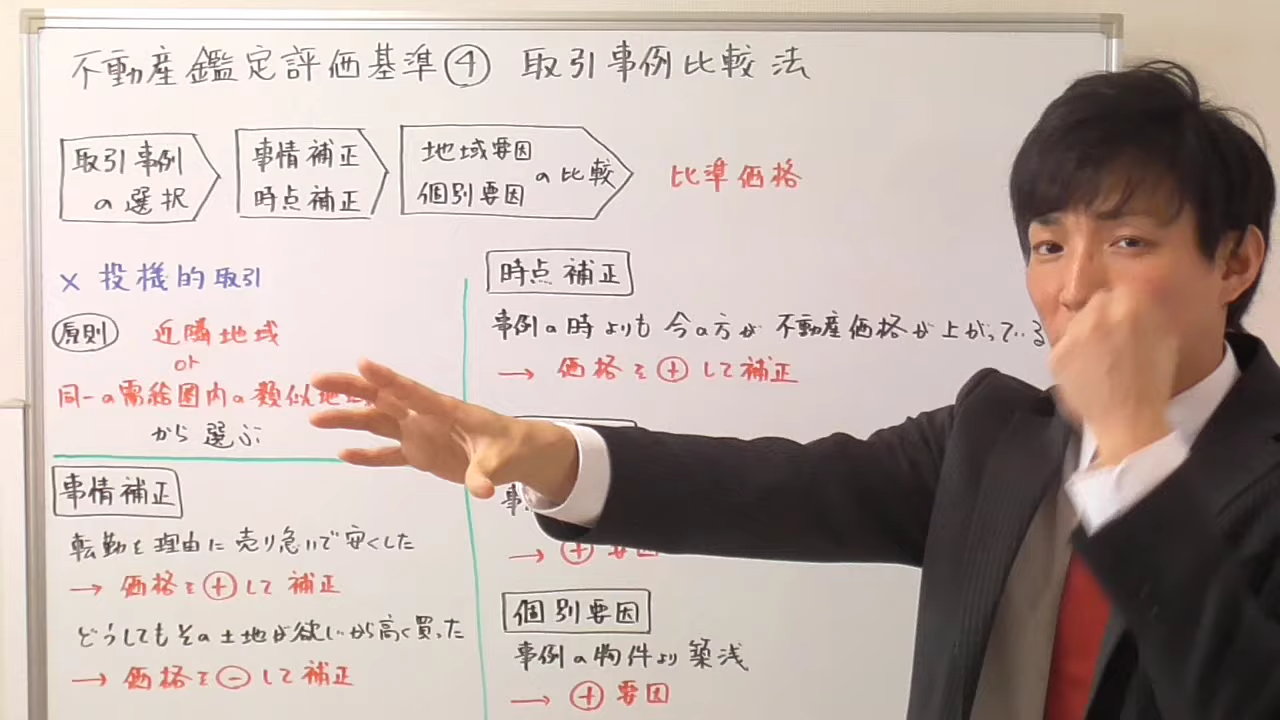 不動産鑑定評価基準④ 取引事例比較法
取引事例
の選択
事情補正
時点補正
地域要因
個別要因
の比較
比準価格
× 投機的取引
原則
近隣地域
or
同一の需給圏内の類似地
から選ぶ
事情補正
転勤を理由に売り急いで安くした
→ 価格を⊕して補正
どうしてもその土地が欲しいから高く買った
→ 価格を⊖して補正
時点補正
事例の時よりも今の方が不動産価格が上がっている
→ 価格を⊕して補正
事
→ ⊕要因
個別要因
事例の物件より築浅
→ ⊕要因